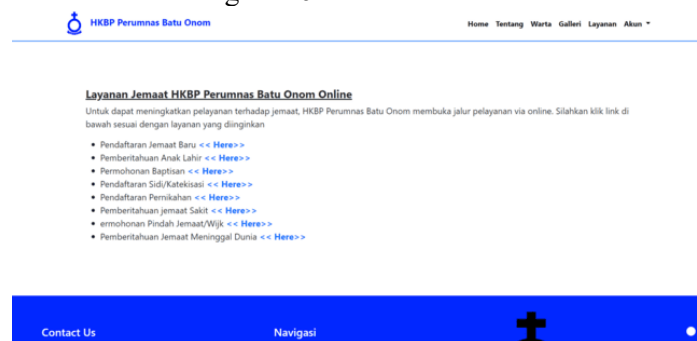 HKBP Perumnas Batu Onom
Home Tentang Warta Galleri Layanan Akun
Layanan Jemaat HKBP Perumnas Batu Onom Online
Untuk dapat meningkatkan pelayanan terhadap jemaat, HKBP Perumnas Batu Onom membuka jalur pelayanan via online. Silahkan klik link di
bawah sesuai dengan layanan yang diinginkan
Pendaftaran Jemaat Baru << Here>>
Pemberitahuan Anak Lahir << Here>>
Permohonan Baptisan << Here>>
Pendaftaran Sidi/Katekisasi << Here>>
Pendaftaran Pernikahan << Here>>
Pemberitahuan jemaat Sakit << Here>>
ermohonan Pindah Jemaat/Wijk << Here>>
Pemberitahuan Jemaat Meninggal Dunia << Here>>
Contact Us
Navigasi